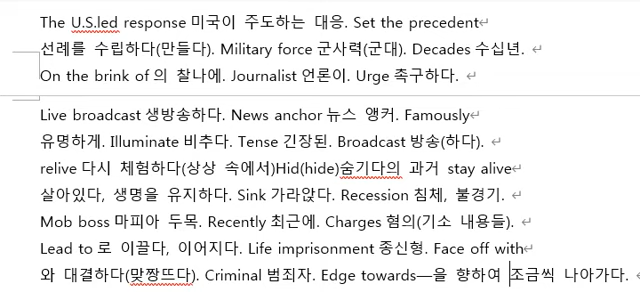 The U.S.led response 미국이 주도하는 대응. Set the precedent
선례를 수립하다(만들다). Military force 군사력(군대). Decades 수십년.
On the brink of 의 찰나에. Journalist 언론이. Urge 촉구하다.
Live broadcast 생방송하다. News anchor 뉴스 앵커. Famously
유명하게. Illuminate 비추다. Tense 긴장된. Broadcast 방송(하다).
relive 다시 체험하다(상상 속에서)Hid(hide)숨기다의 과거 stay alive
살아있다, 생명을 유지하다. Sink 가라앉다. Recession 침체, 불경기.
Mob boss 마피아 두목. Recently 최근에. Charges 혐의(기소 내용들).
Lead to 로 이끌다, 이어지다. Life imprisonment 종신형. Face off with
와 대결하다(맞짱뜨다). Criminal 범죄자. Edge towards—을 향하여 조금씩 나아가다.